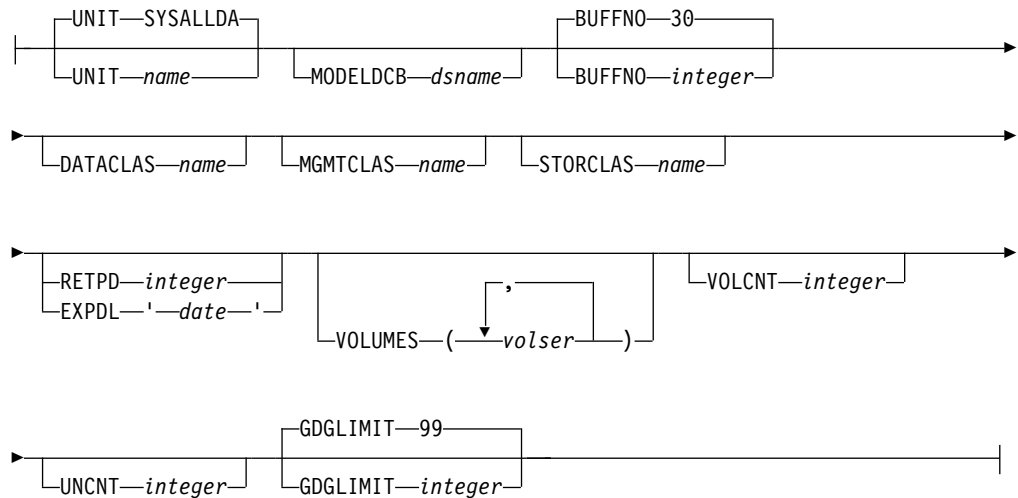 UNIT SYSALLDA BUFFNO 30
UNIT name MODELDCB dsname BUFFNO integer
DATACLAS name MGMTCLAS name STORCLAS name
RETPD integer , VOLCNT integer
EXPDL ' date '
VOLUMES ( volser )
GDGLIMIT 99
UNCNT integer GDGLIMIT integer